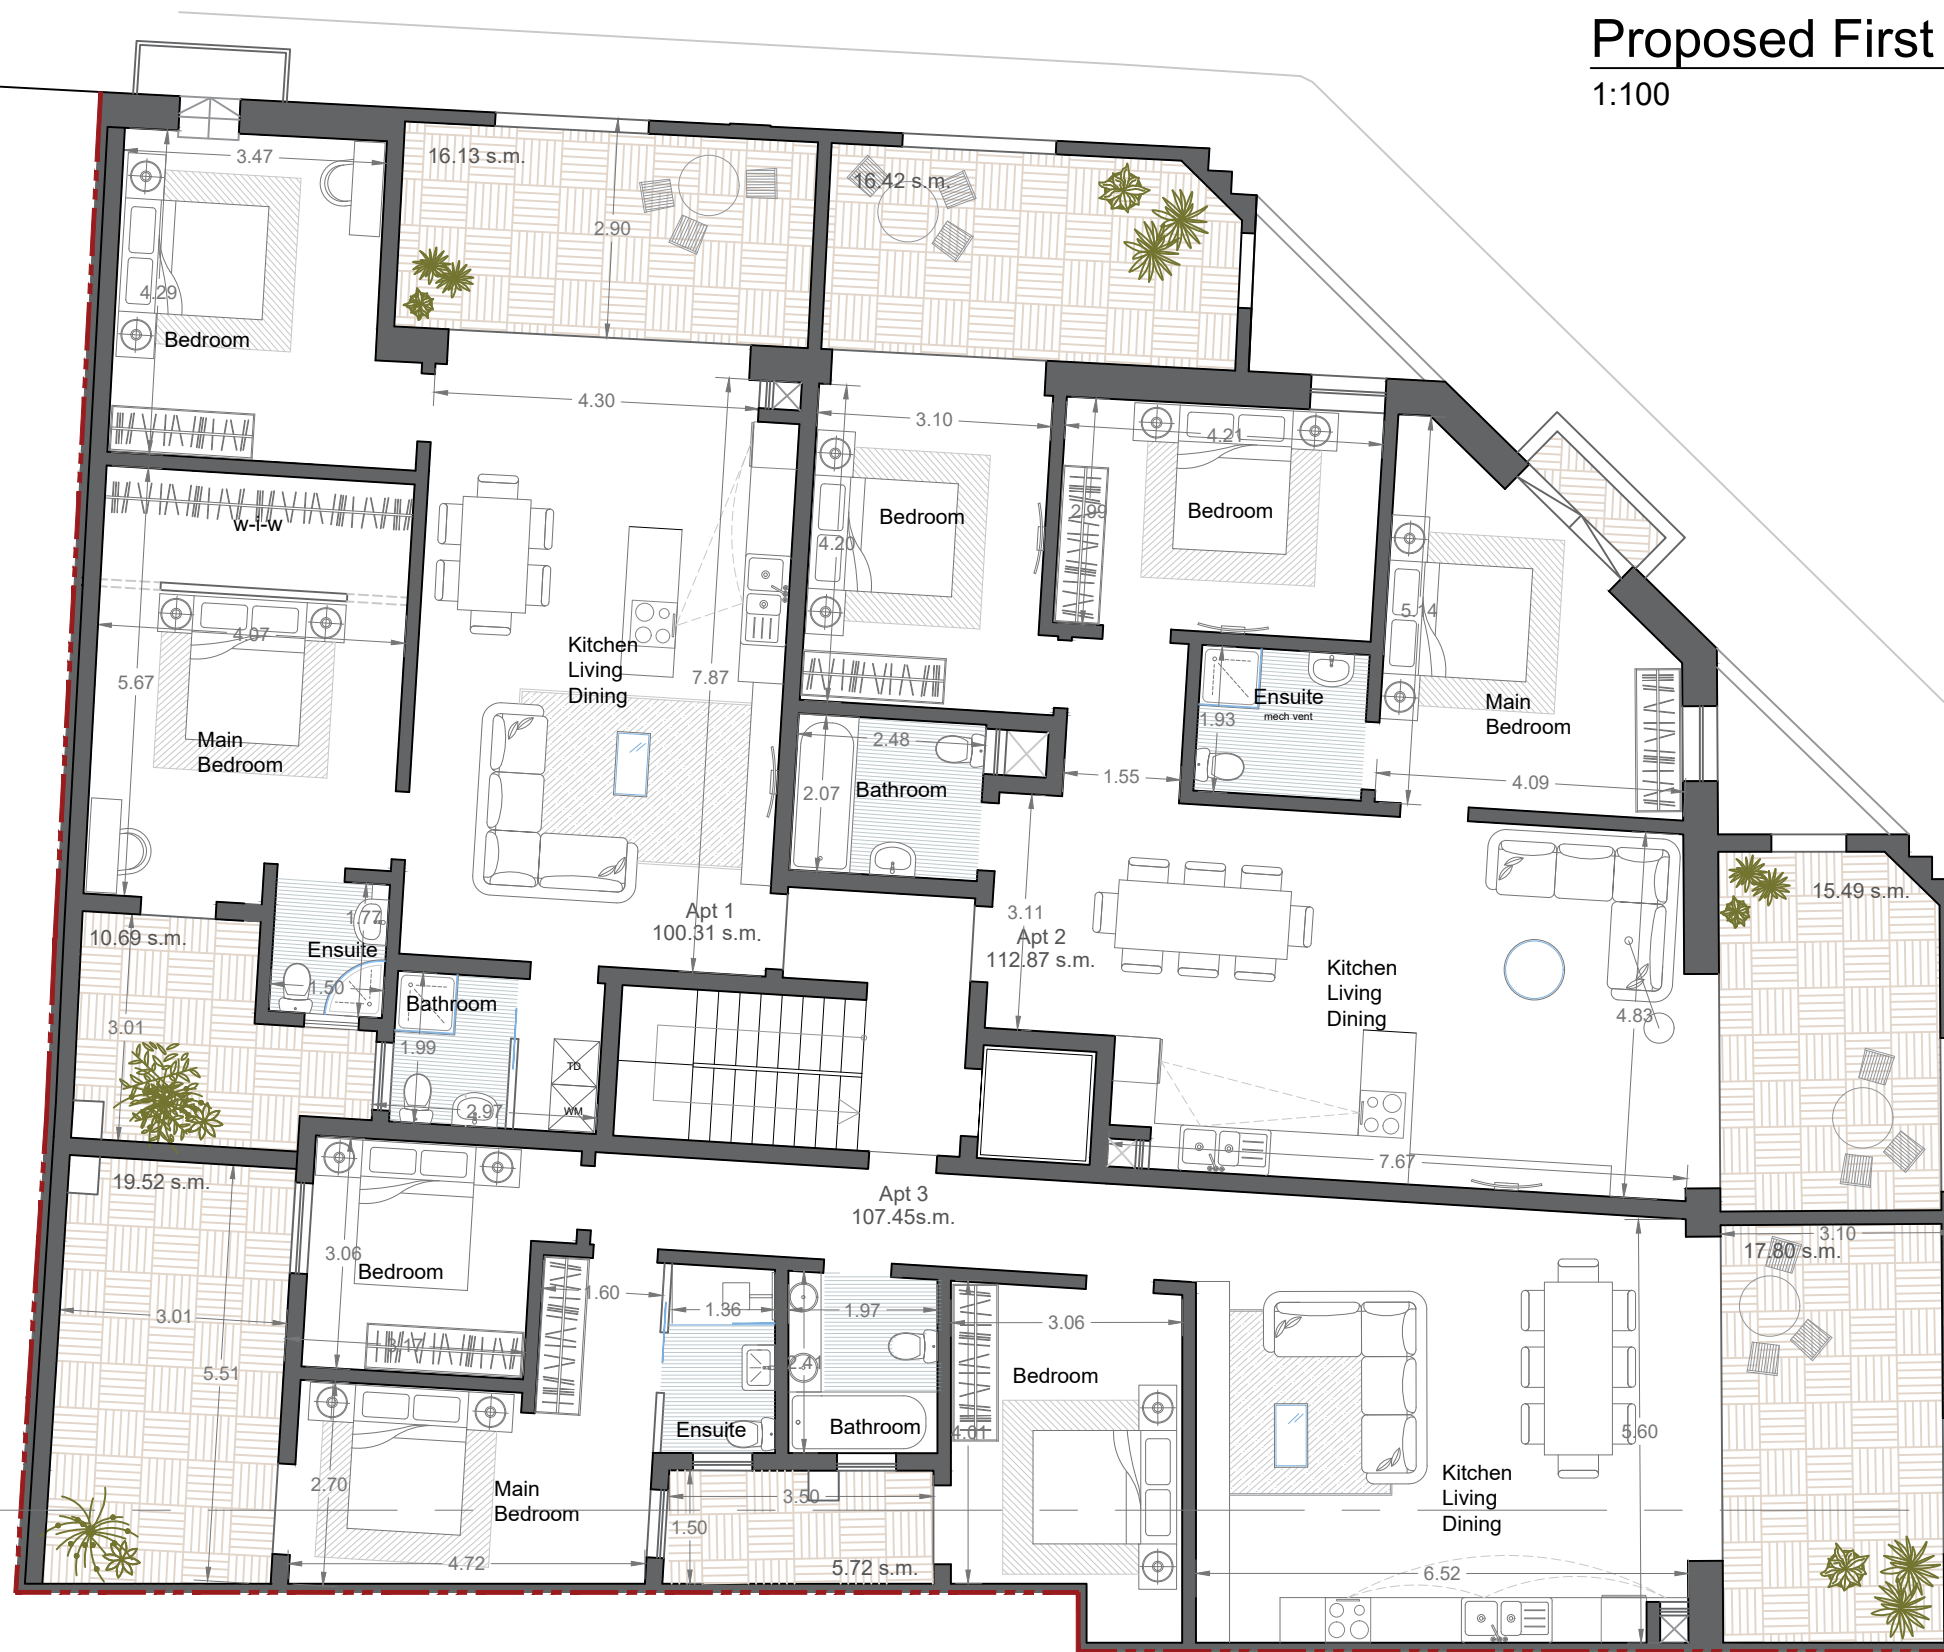 Proposed First
1:100
3.47
16.13 s.m.
16.42 s.m.
2.90
4.29
Bedroom
4.30
3.10
4.21
2.99
Bedroom
Bedroom
w-i-w
4.20
5.14
4.07
5.67
Kitchen
Living
Dining
7.87
Ensuite
mech vent
1.93
Main
Bedroom
Main
Bedroom
2.48
2.07
Bathroom
1.55
4.09
15.49 s.m.
Apt 1
100.31 s.m.
3.11
Apt 2
112.87 s.m.
10.69 s.m.
1.77
Ensuite
1.50
Bathroom
Kitchen
Living
Dining
4.83
3.01
1.99
TD
WM
2.97
7.67
19.52 s.m.
Apt 3
107.45s.m.
3.10
17.80 s.m.
3.06
Bedroom
1.60
1.36
1.97
3.06
3.01
3.17
5.51
2.41
Bedroom
Ensuite
Bathroom
4.01
5.60
2.70
Main
Bedroom
3.50
1.50
Kitchen
Living
Dining
4.72
5.72 s.m.
6.52